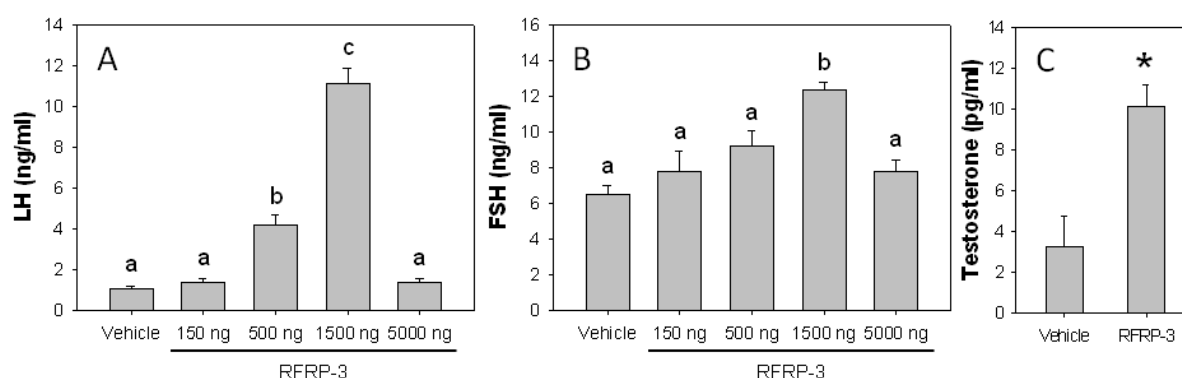 A
LH (ng/ml)
14
12
10
8
6
4
2
0
a
a
b
c
a
Vehicle 150 ng 500 ng 1500 ng 5000 ng
RFRP-3
B
FSH (ng/ml)
16
14
12
10
8
6
4
2
0
a
a
a
b
a
Vehicle 150 ng 500 ng 1500 ng 5000 ng
RFRP-3
C
Testosterone (pg/ml)
14
12
10
8
6
4
2
0
*
Vehicle RFRP-3